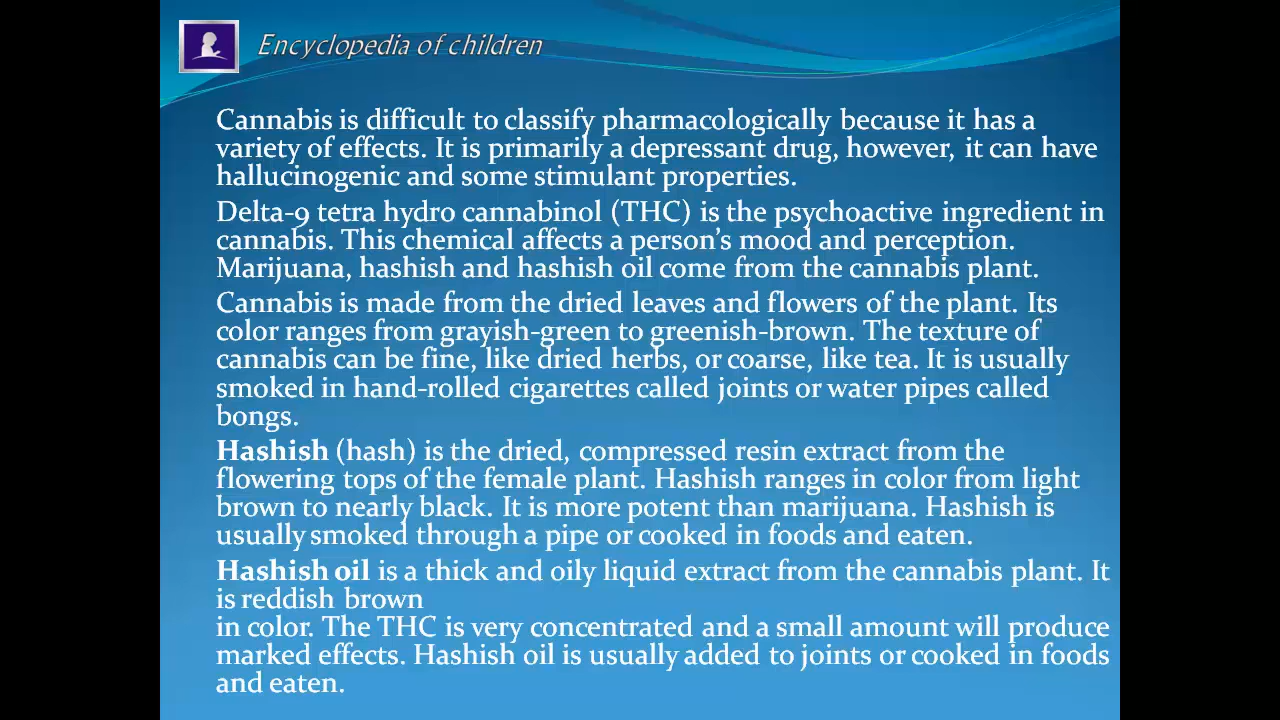 Encyclopedia of children
Cannabis is difficult to classify pharmacologically because it has a
variety of effects. It is primarily a depressant drug, however, it can have
hallucinogenic and some stimulant properties.
Delta-9 tetra hydro cannabinol (THC) is the psychoactive ingredient in
cannabis. This chemical affects a person's mood and perception.
Marijuana, hashish and hashish oil come from the cannabis plant.
Cannabis is made from the dried leaves and flowers of the plant. Its
color ranges from grayish-green to greenish-brown. The texture of
cannabis can be fine, like dried herbs, or coarse, like tea. It is usually
smoked in hand-rolled cigarettes called joints or water pipes called
bongs.
Hashish (hash) is the dried, compressed resin extract from the
flowering tops of the female plant. Hashish ranges in color from light
brown to nearly black. It is more potent than marijuana. Hashish is
usually smoked through a pipe or cooked in foods and eaten.
Hashish oil is a thick and oily liquid extract from the cannabis plant. It
is reddish brown
in color. The THC is very concentrated and a small amount will produce
marked effects. Hashish oil is usually added to joints or cooked in foods
and eaten.